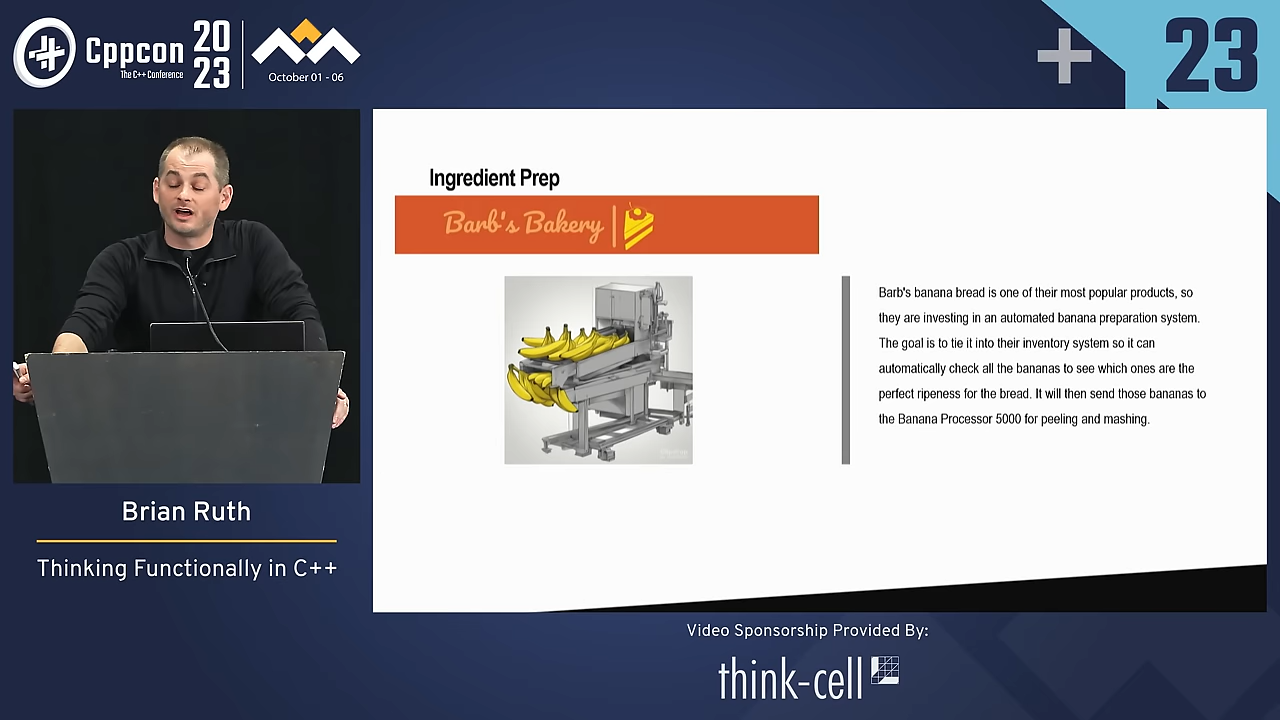 Cppcon
The C++ Conference
20
23
October 01 - 06
23
Ingredient Prep
Barb's Bakery
Barb's banana bread is one of their most popular products, so
they are investing in an automated banana preparation system.
The goal is to tie it into their inventory system so it can
automatically check all the bananas to see which ones are the
perfect ripeness for the bread. It will then send those bananas to
the Banana Processor 5000 for peeling and mashing.
Brian Ruth
Thinking Functionally in C++
Video Sponsorship Provided By:
think-cell